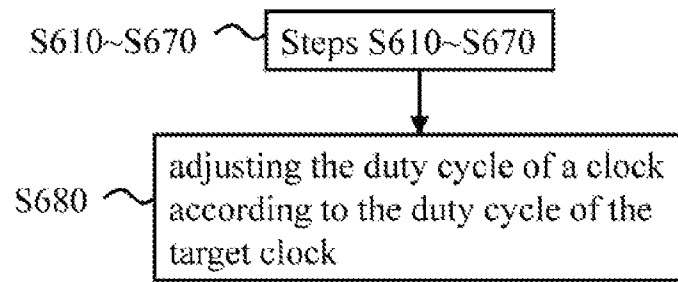 S610~S670
Steps S610~S670
S680
adjusting the duty cycle of a clock
according to the duty cycle of the
target clock